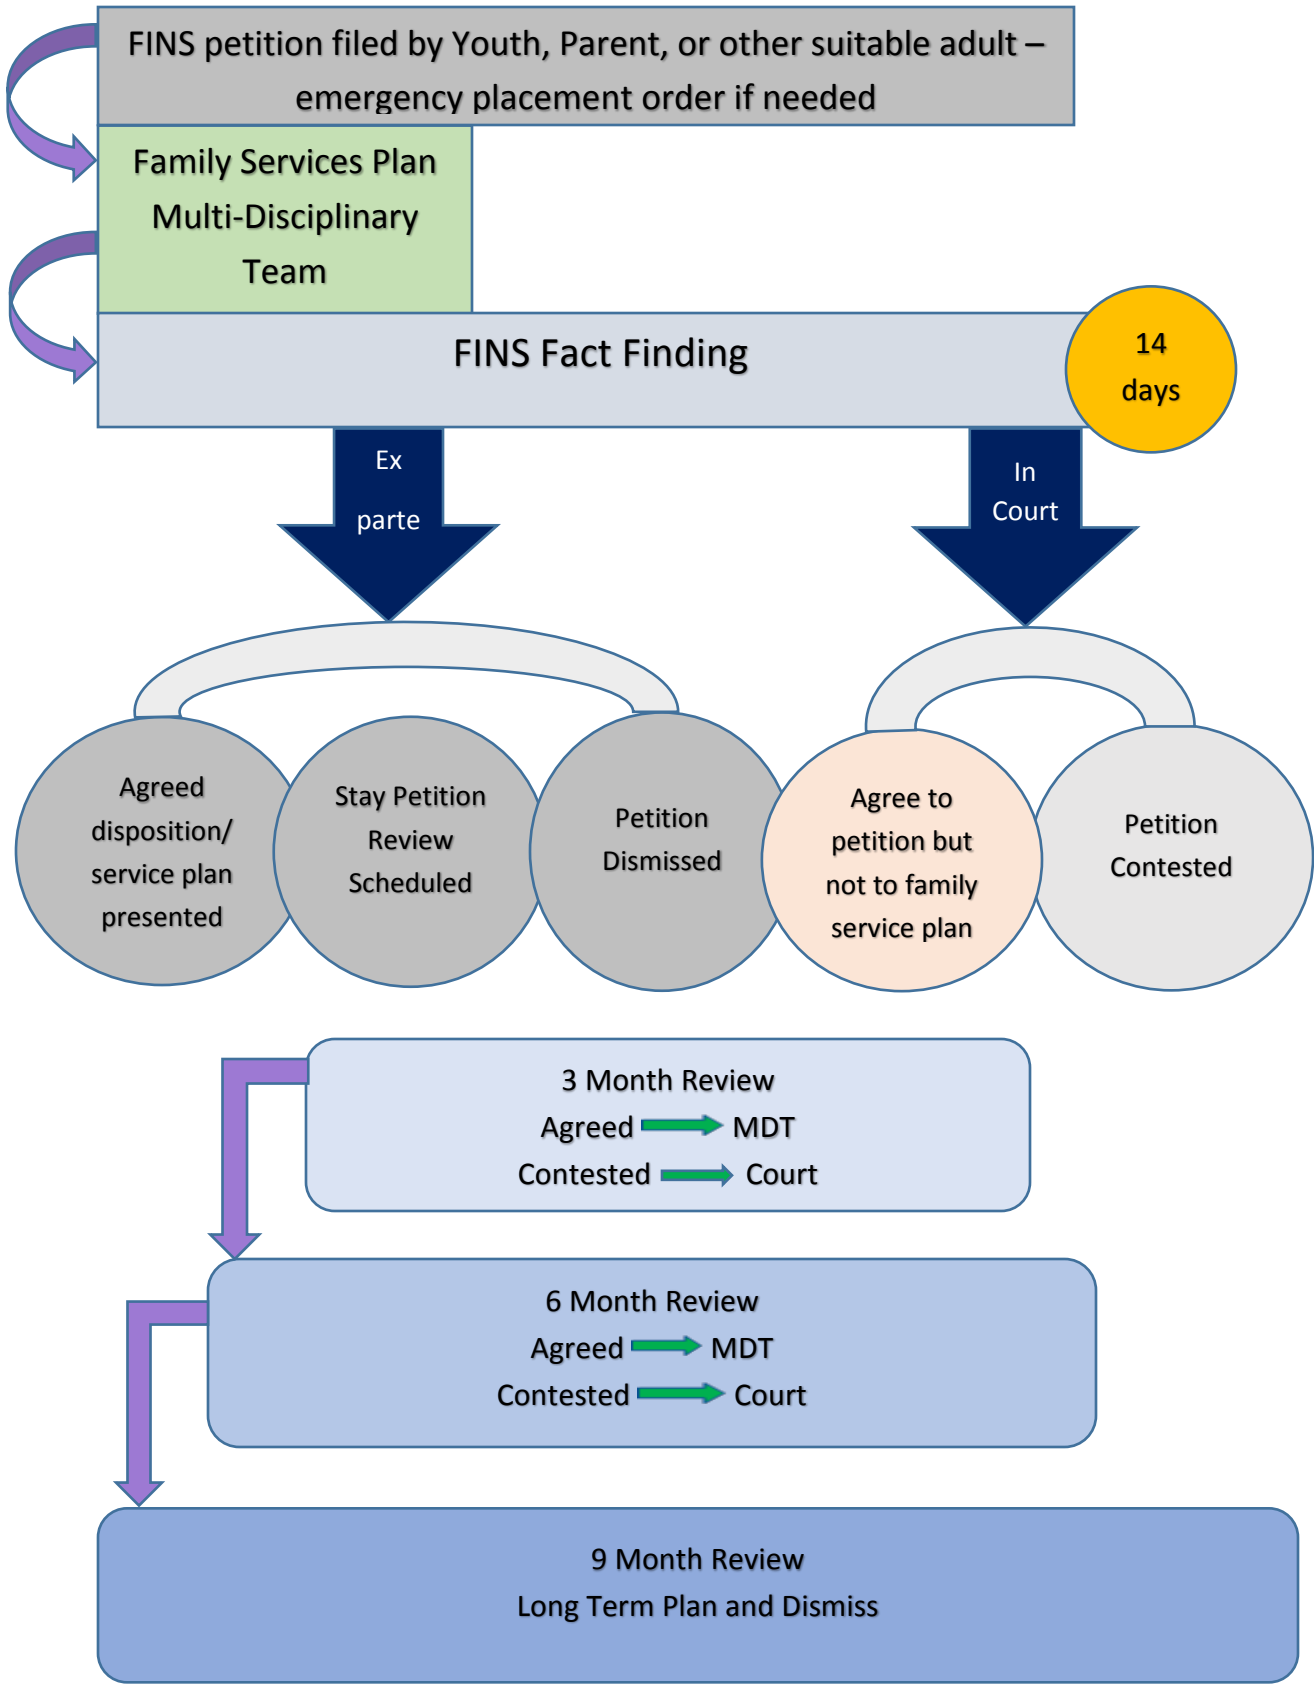 FINS petition filed by Youth, Parent, or other suitable adult –
emergency placement order if needed
Family Services Plan
Multi-Disciplinary
Team
FINS Fact Finding
14
days
Ex
parte
In
Court
Agreed
disposition/
service plan
presented
Stay Petition
Review
Scheduled
Petition
Dismissed
Agree to
petition but
not to family
service plan
Petition
Contested
3 Month Review
Agreed MDT
Contested Court
6 Month Review
Agreed MDT
Contested Court
9 Month Review
Long Term Plan and Dismiss